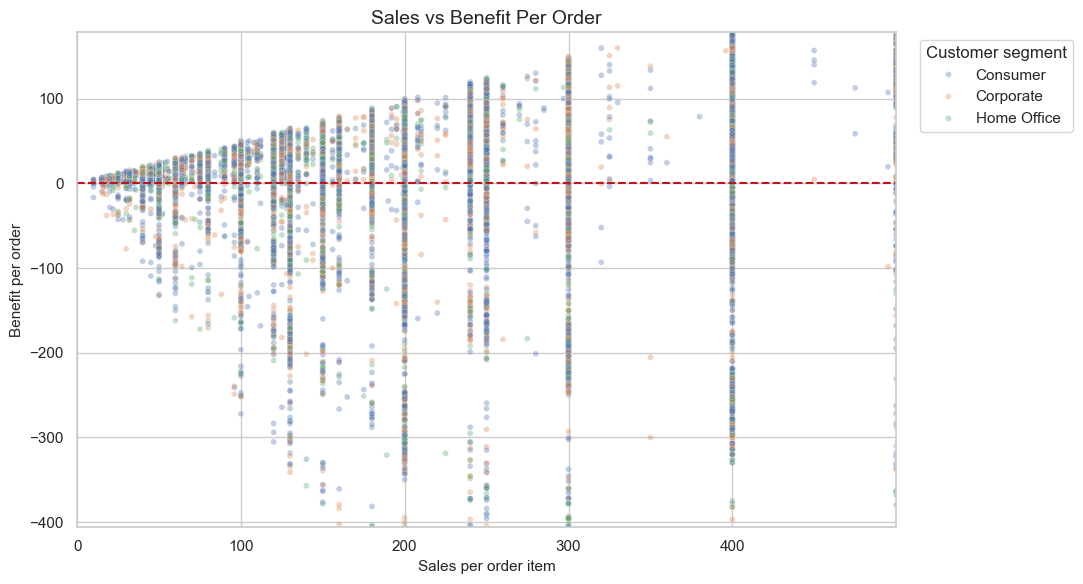 Sales vs Benefit Per Order
Customer segment
Consumer
Corporate
Home Office
Benefit per order
100
0
−100
−200
−300
−400
0 100 200 300 400
Sales per order item